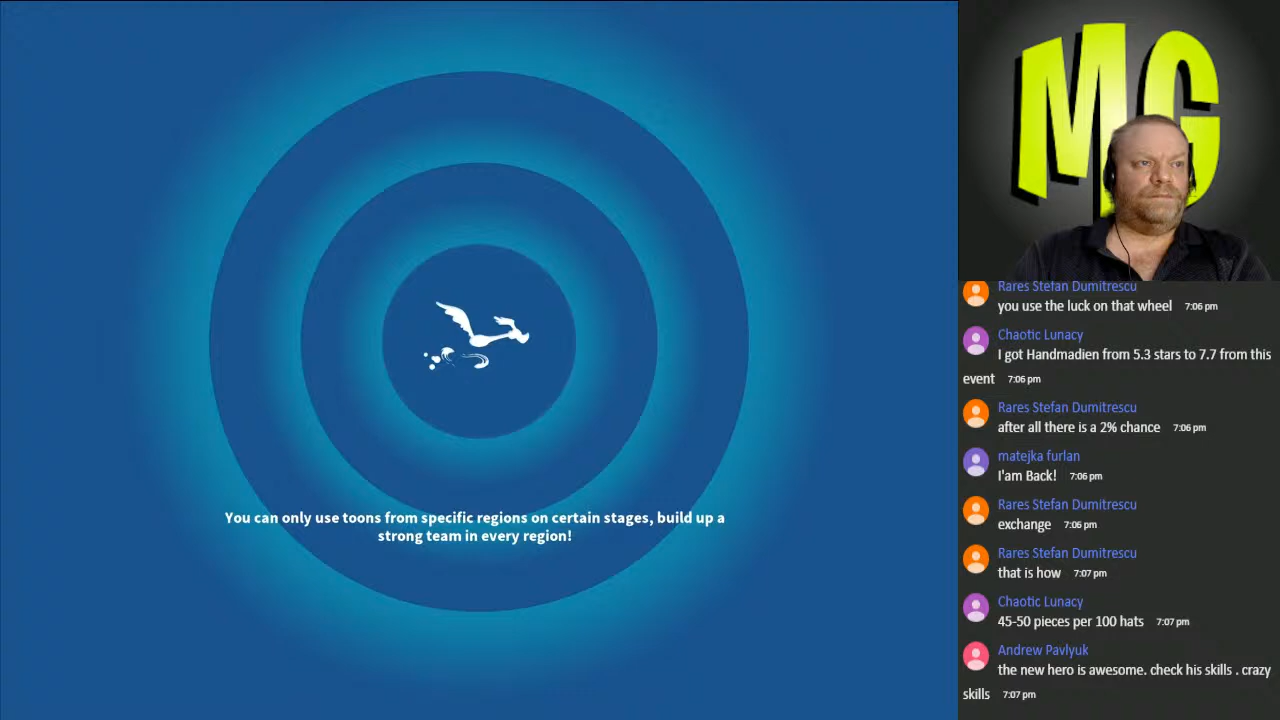 MG
You can only use toons from specific regions on certain stages, build up a
strong team in every region!
Rares Stefan Dumitrescu
you use the luck on that wheel 7:06 pm
Chaotic Lunacy
I got Handmadien from 5.3 stars to 7.7 from this
event 7:06 pm
Rares Stefan Dumitrescu
after all there is a 2% chance 7:06 pm
matejka furlan
I'am Back! 7:06 pm
Rares Stefan Dumitrescu
exchange 7:06 pm
Rares Stefan Dumitrescu
that is how 7:07 pm
Chaotic Lunacy
45-50 pieces per 100 hats 7:07 pm
Andrew Pavlyuk
the new hero is awesome. check his skills . crazy
skills 7:07 pm